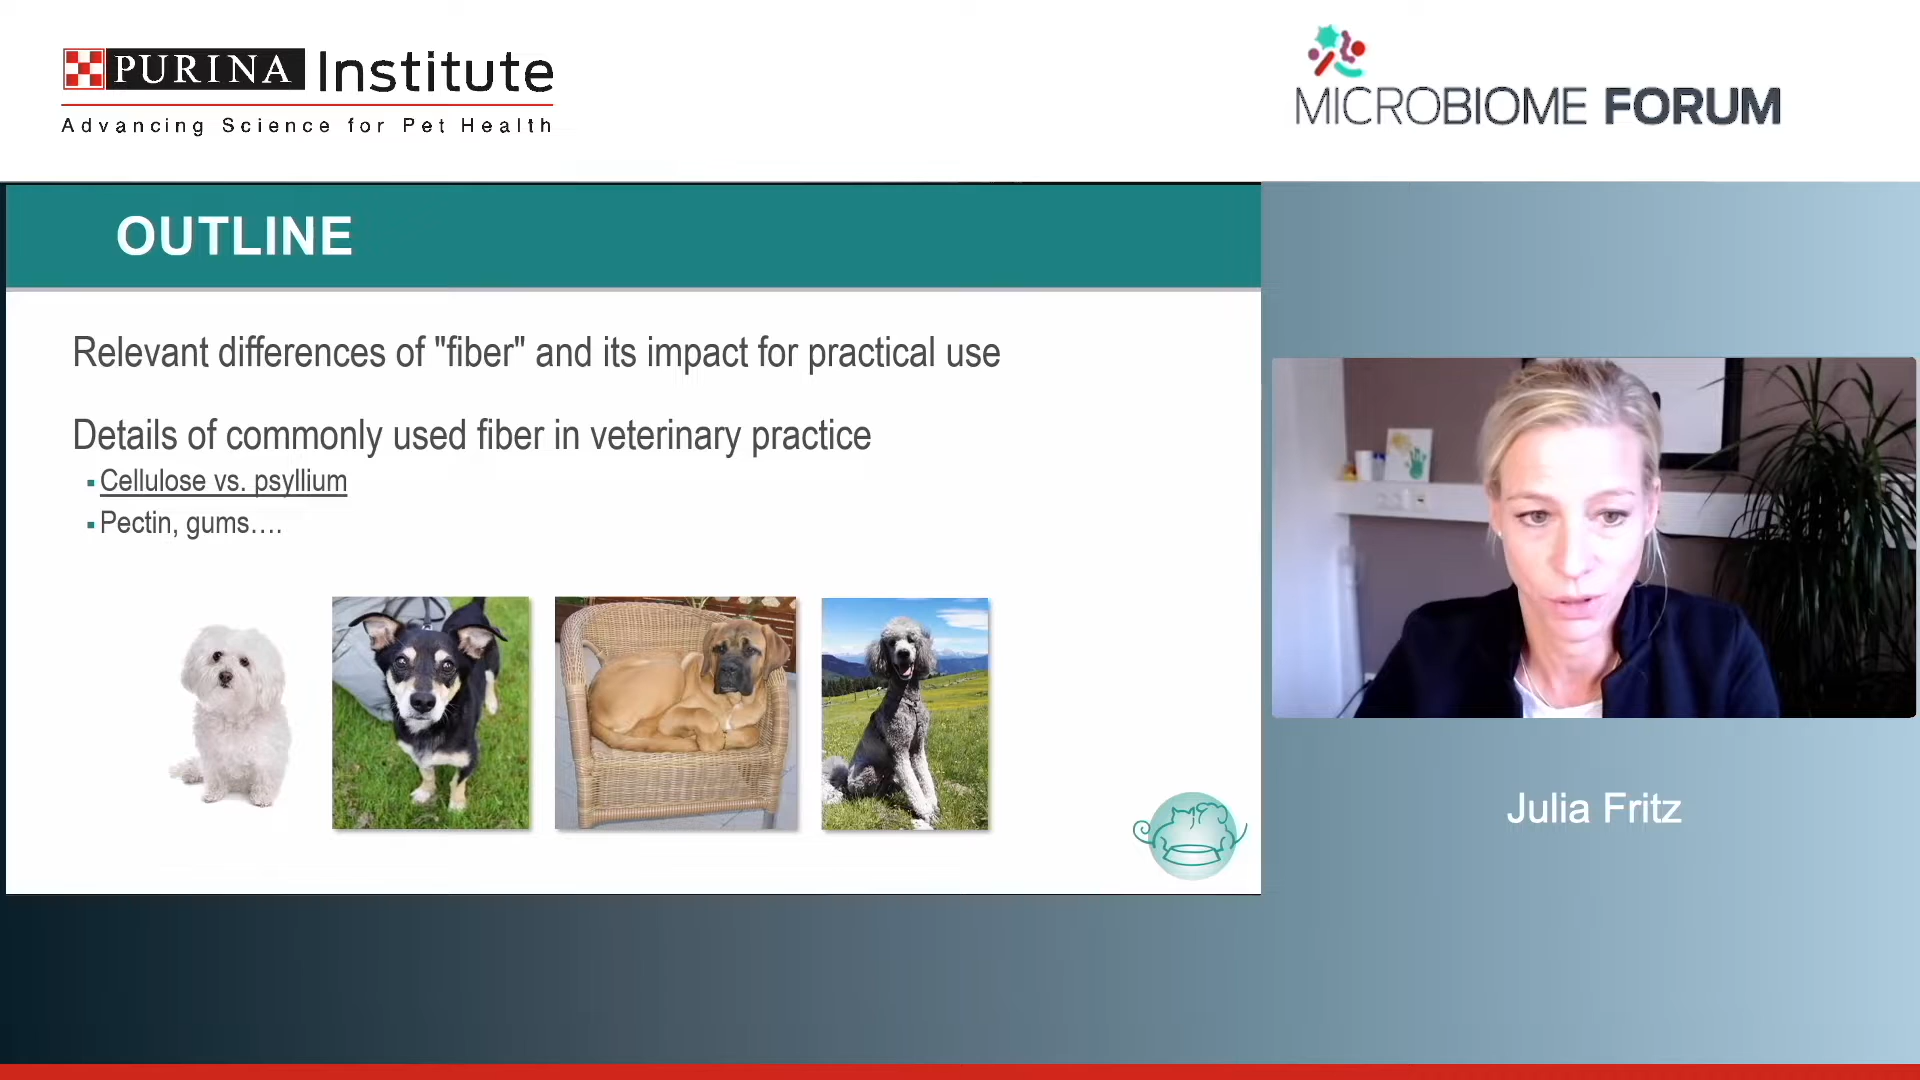 PURINA Institute
Advancing Science for Pet Health
MICROBIOME FORUM
OUTLINE
Relevant differences of "fiber" and its impact for practical use
Details of commonly used fiber in veterinary practice
▪ Cellulose vs. psyllium
▪ Pectin, gums....
Julia Fritz